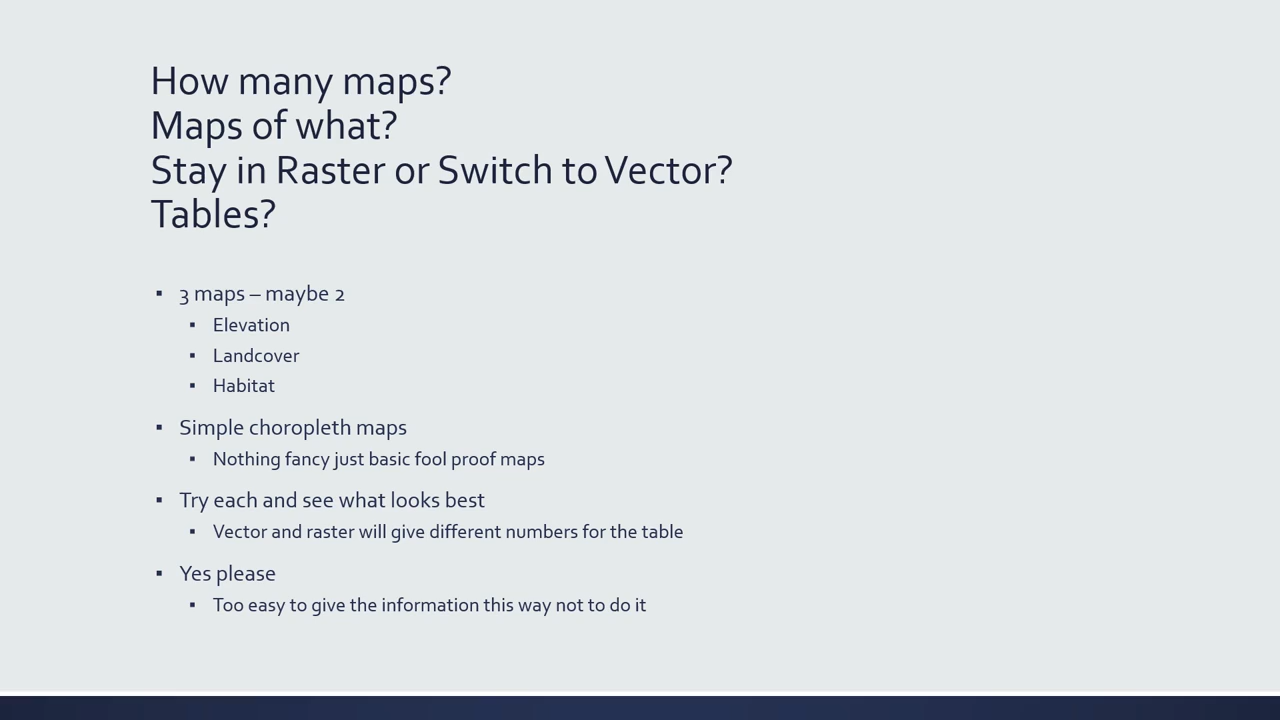 How many maps?
Maps of what?
Stay in Raster or Switch to Vector?
Tables?
▪ 3 maps – maybe 2
▪ Elevation
▪ Landcover
▪ Habitat
▪ Simple choropleth maps
▪ Nothing fancy just basic fool proof maps
▪ Try each and see what looks best
▪ Vector and raster will give different numbers for the table
▪ Yes please
▪ Too easy to give the information this way not to do it